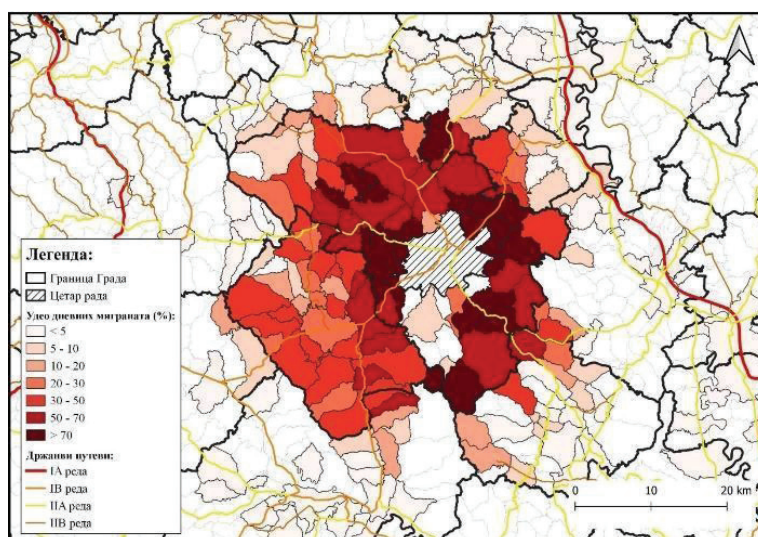 Легенда:
Граница Града
Цетар рада
Удео дневних миграната (%):
< 5
5 - 10
10 - 20
20 - 30
30 - 50
50 - 70
> 70
Државни путеви:
IA реда
IB реда
IIA реда
IIB реда
0 10 20 km